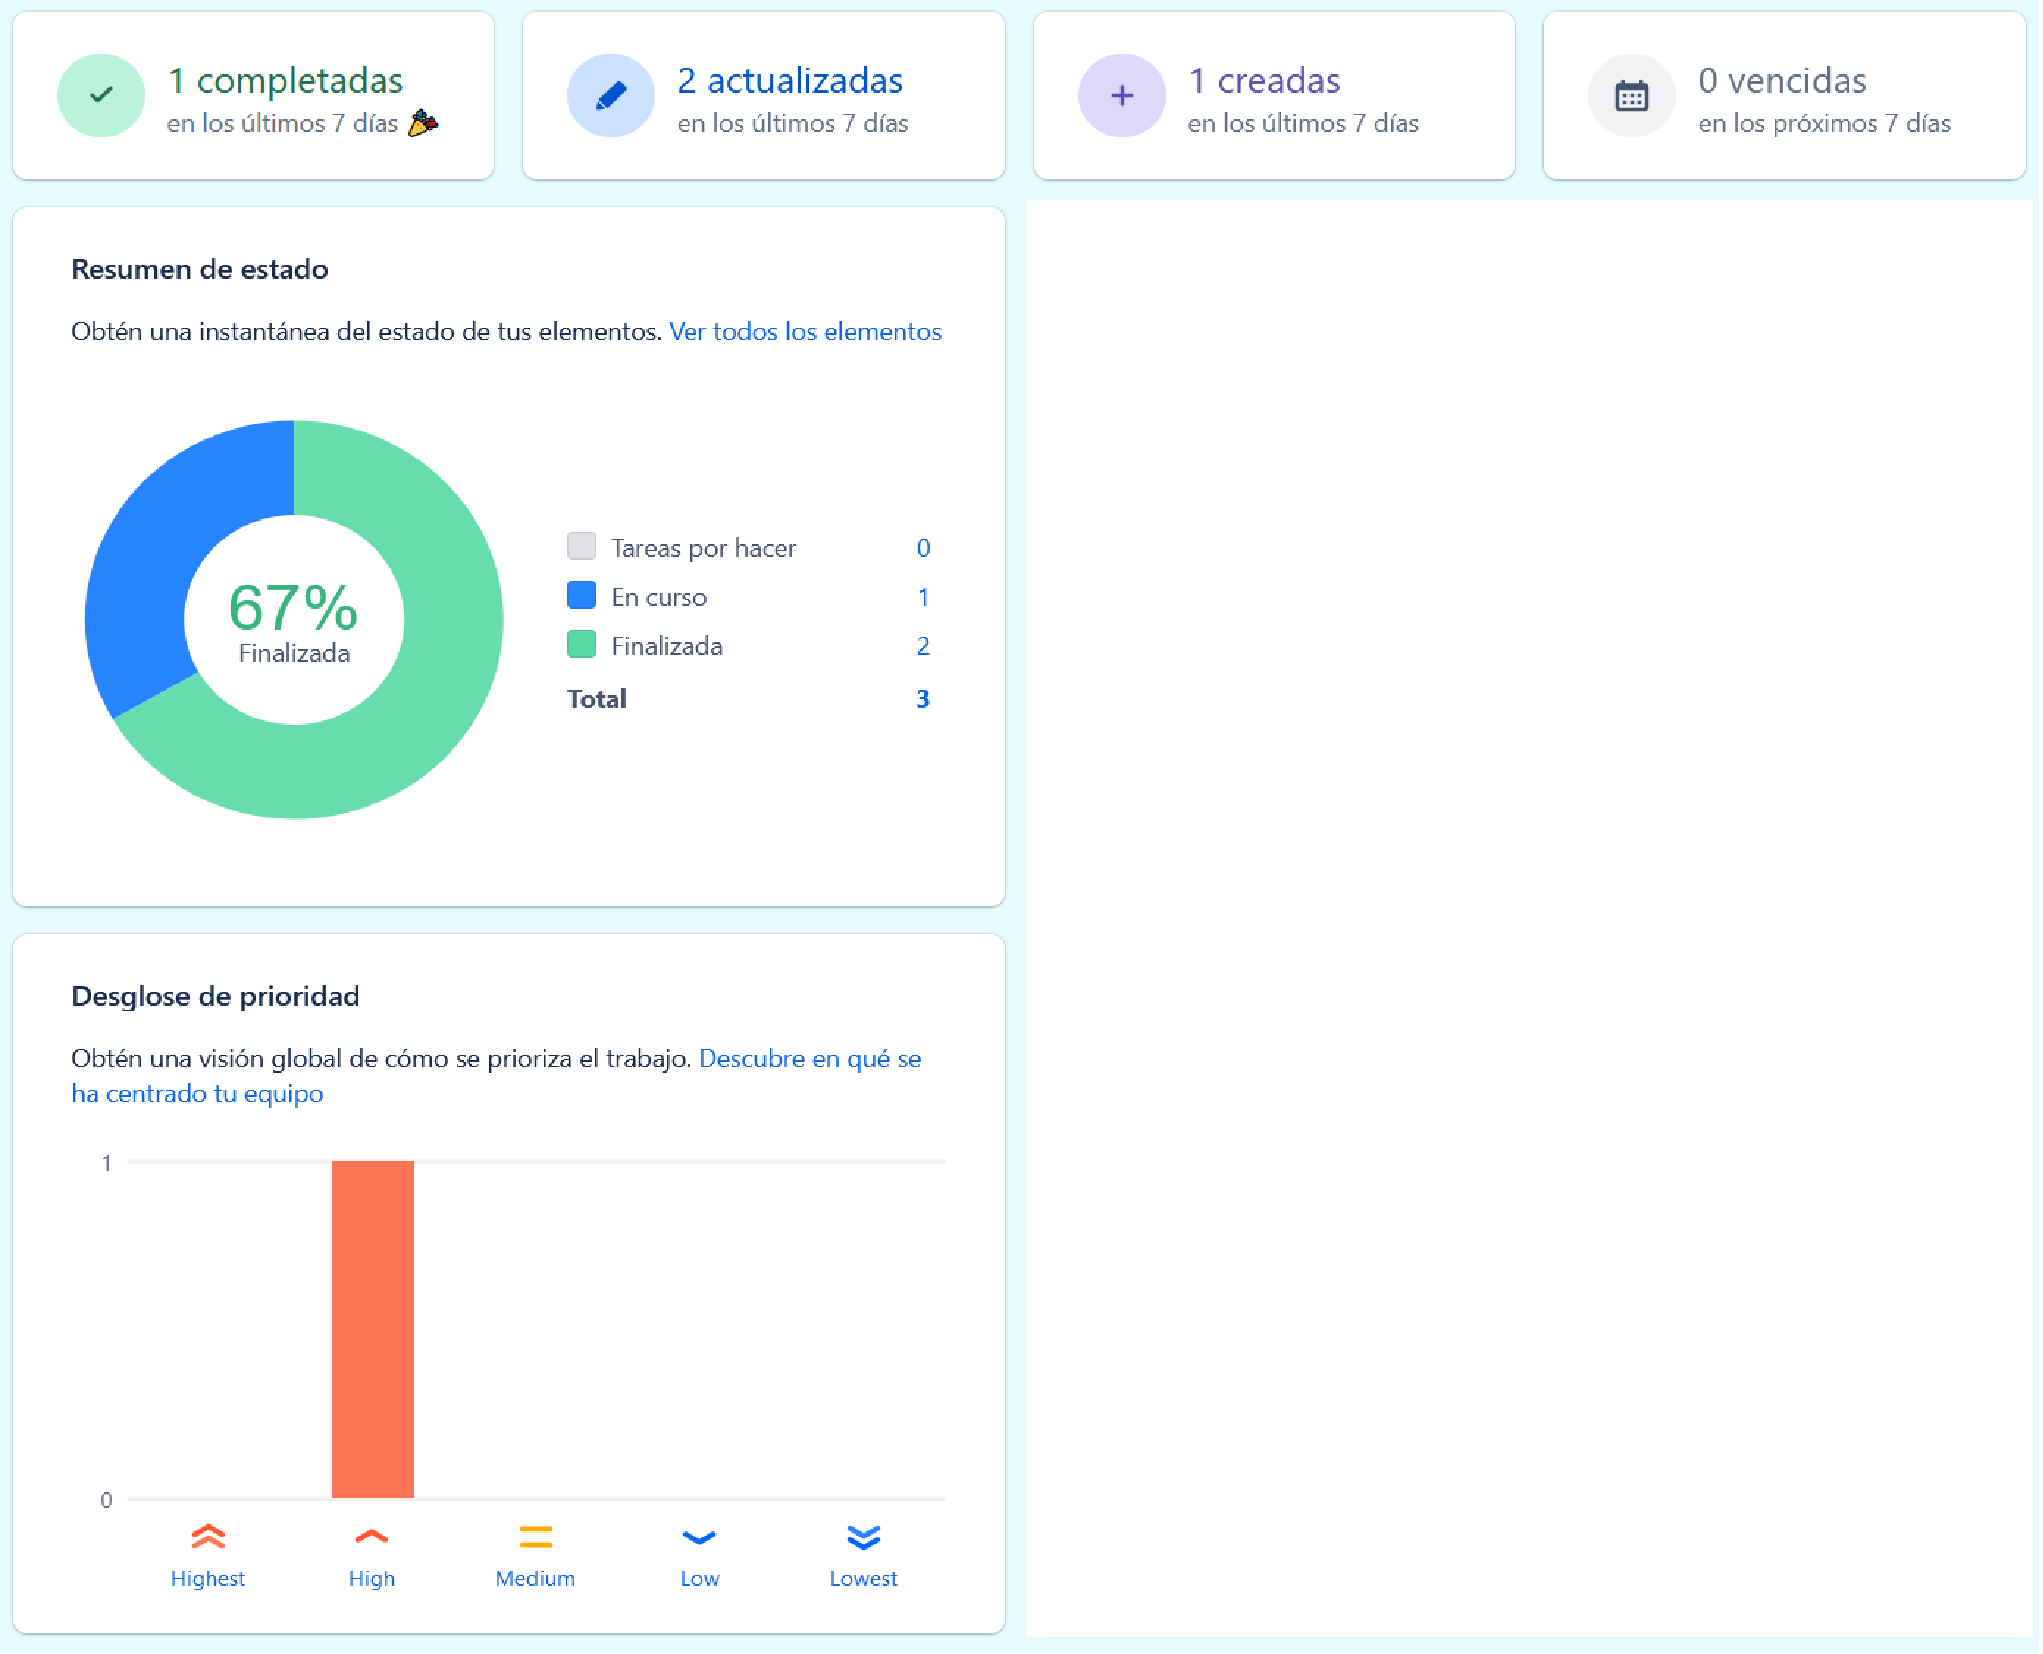 1 completadas
en los últimos 7 días
2 actualizadas
en los últimos 7 días
1 creadas
en los últimos 7 días
0 vencidas
en los próximos 7 días
Resumen de estado
Obtén una instantánea del estado de tus elementos. Ver todos los elementos
67%
Finalizada
Tareas por hacer 0
En curso 1
Finalizada 2
Total 3
Desglose de prioridad
Obtén una visión global de cómo se prioriza el trabajo. Descubre en qué se
ha centrado tu equipo
1
0
Highest High Medium Low Lowest